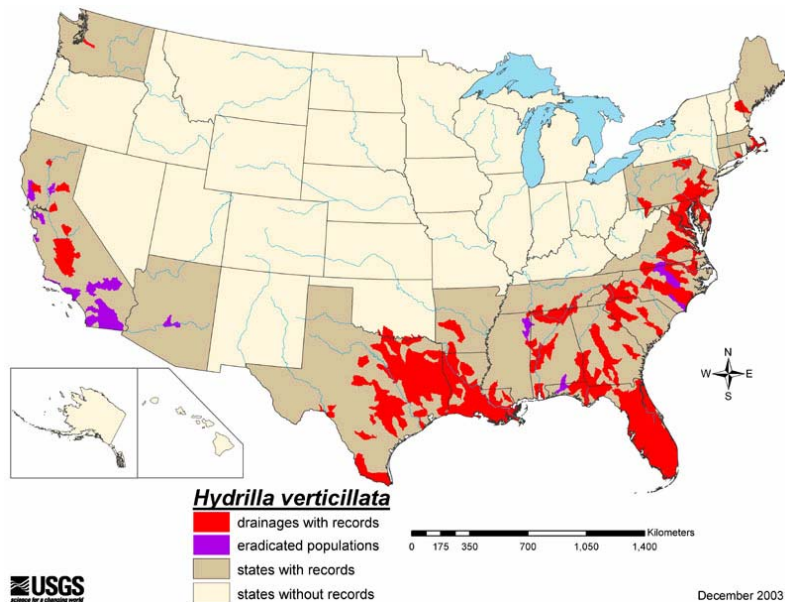 N
W E
S
Hydrilla verticillata
drainages with records
eradicated populations
states with records
states without records
Kilometers
0 175 350 700 1,050 1,400
USGS
science for a changing world
December 2003